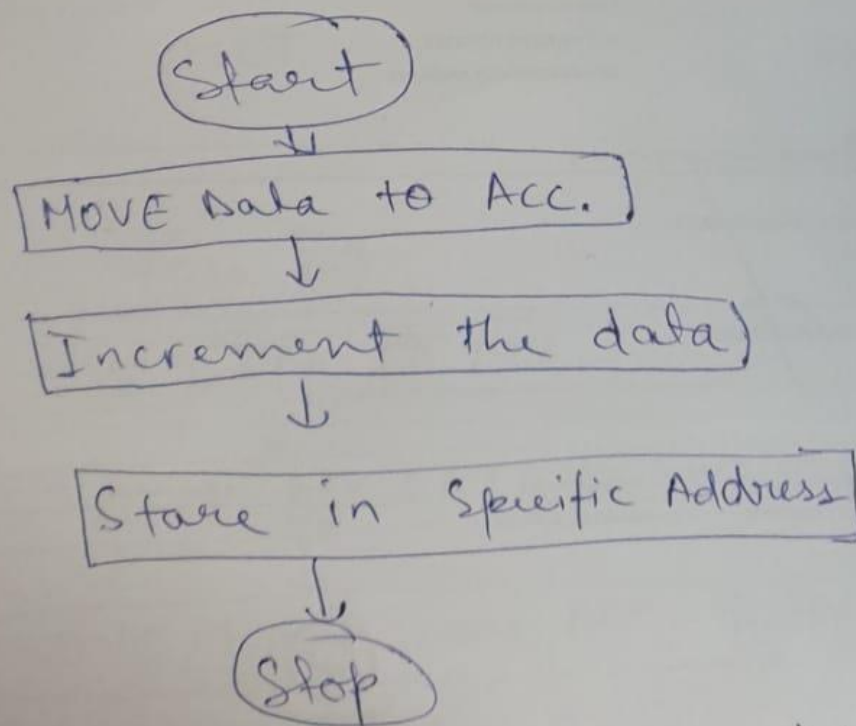 Start
MOVE Data to Acc.
Increment the data
Store in Specific Address
Stop